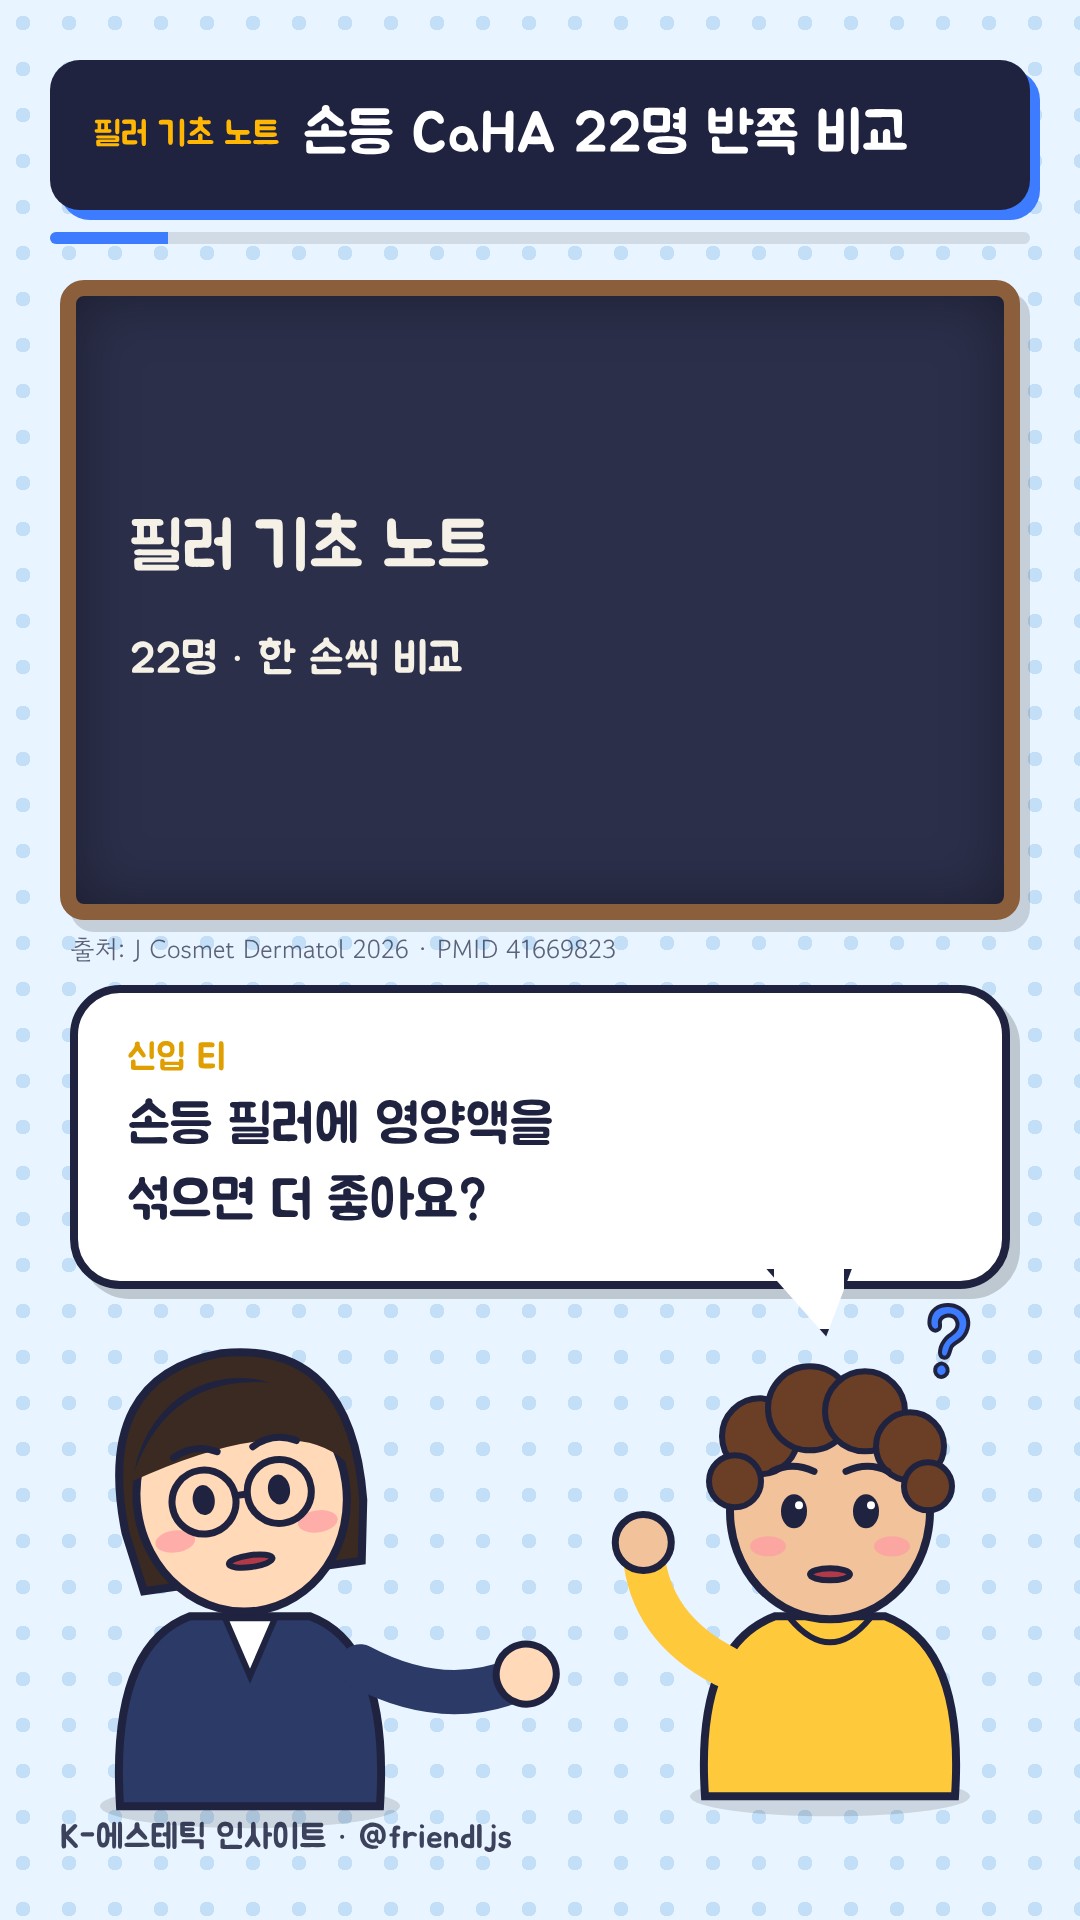 필러 기초 노트 손등 CaHA 22명 반쪽 비교
필러 기초 노트
22명 · 한 손씩 비교
출처: J Cosmet Dermatol 2026 · PMID 41669823
신입 티
손등 필러에 영양액을
섞으면 더 좋아요?
?
K-에스테틱 인사이트 · @friendljs